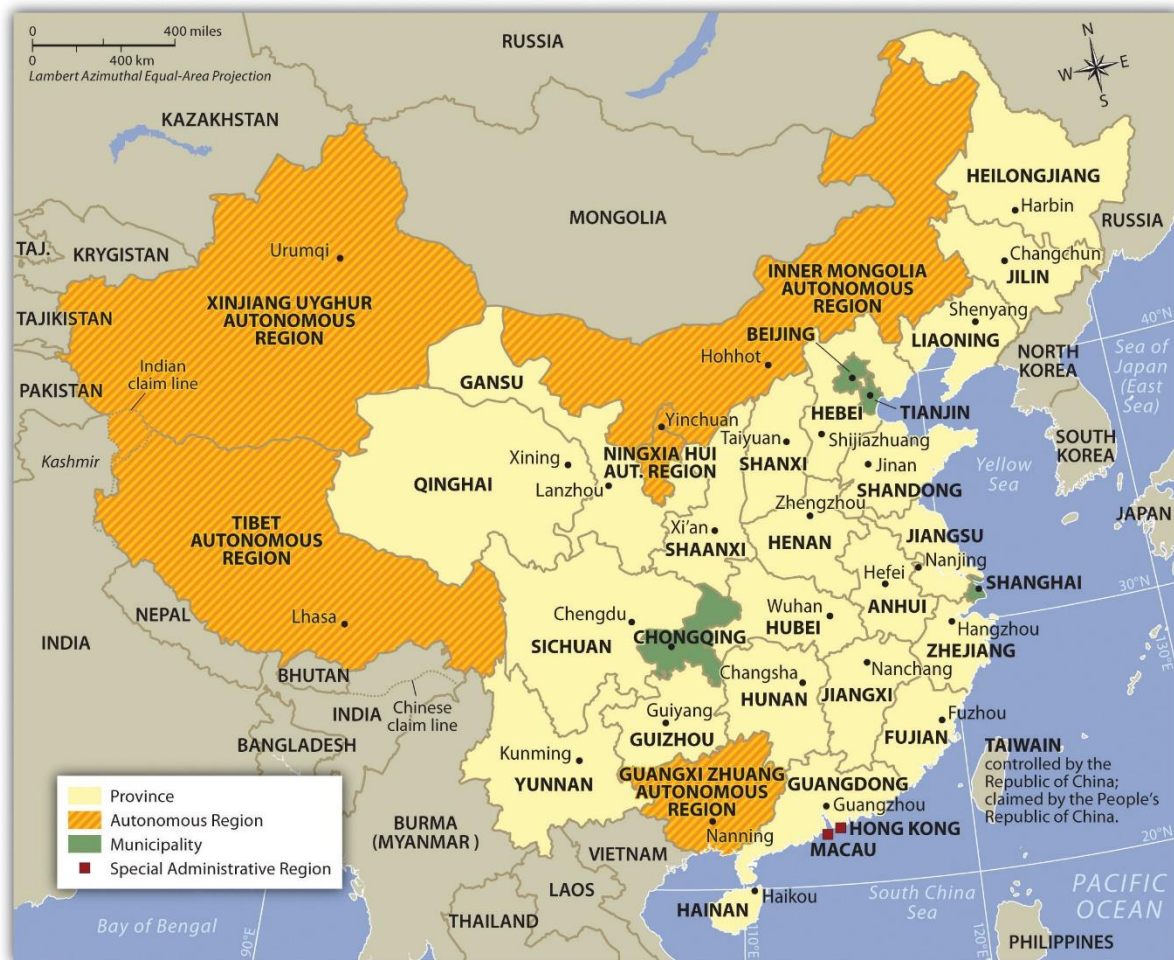 0 400 miles
0 400 km
Lambert Azimuthal Equal-Area Projection
RUSSIA
N
W E
S
KAZAKHSTAN
MONGOLIA
HEILONGJIANG
Harbin
RUSSIA
TAJ.
KRYGISTAN
Urumqi
Changchun
JILIN
XINJIANG UYGHUR
AUTONOMOUS
REGION
INNER MONGOLIA
AUTONOMOUS
REGION
TAJIKISTAN
Shenyang
LIAONING
40°N
BEIJING
Hohhot
Indian
claim line
PAKISTAN
GANSU
NORTH
KOREA
Sea of
Japan
(East
Sea)
HEBEI
TIANJIN
Kashmir
Yinchuan
Taiyuan
Shijiazhuang
SOUTH
KOREA
Xining
NINGXIA HUI
AUT. REGION
SHANXI
Jinan
Yellow
Sea
QINGHAI
Lanzhou
SHANDONG
Zhengzhou
JAPAN
TIBET
AUTONOMOUS
REGION
Xi'an
SHAANXI
HENAN
JIANGSU
Nanjing
Hefei
SHANGHAI
30°N
ANHUI
NEPAL
Lhasa
Chengdu
Wuhan
HUBEI
Hangzhou
ZHEJIANG
INDIA
SICHUAN
CHONGQING
130°E
BHUTAN
Changsha
HUNAN
Nanchang
JIANGXI
INDIA
Chinese
claim line
Guiyang
GUIZHOU
Fuzhou
FUJIAN
BANGLADESH
Kunming
YUNNAN
GUANGXI ZHUANG
AUTONOMOUS
REGION
GUANGDONG
TAIWAIN
controlled by the
Republic of China;
claimed by the People's
Republic of China.
Province
Autonomous Region
Municipality
Special Administrative Region
Guangzhou
Nanning
HONG KONG
MACAU
BURMA
(MYANMAR )
VIETNAM
20°N
LAOS
HAINAN
Haikou
South China
Sea
PACIFIC
OCEAN
Bay of Bengal
THAILAND
90°E
110°E
120°E
PHILIPPINES